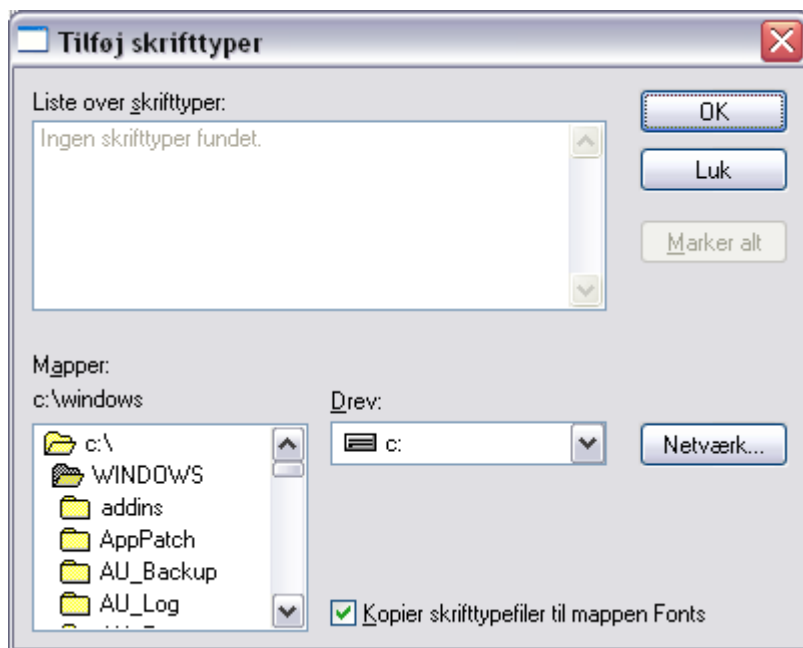 Tilføj skrifttyper
Liste over skrifttyper:
Ingen skrifttyper fundet.
OK
Luk
Marker alt
Mapper:
c:\windows
Drev:
c:\
WINDOWS
addins
AppPatch
AU_Backup
AU_Log
c:
Netværk...
Kopier skrifttypefiler til mappen Fonts